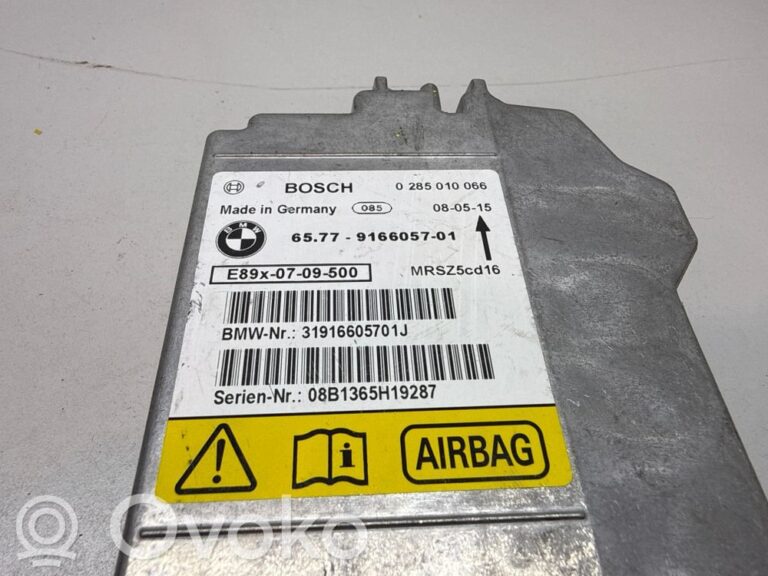 BOSCH 0 285 010 066
Made in Germany 085 08-05-15
BMW 65.77 - 9166057-01
E89x-07-09-500 MRSZ5cd16
BMW-Nr.: 31916605701J
Serien-Nr.: 08B1365H19287
! i AIRBAG
Ovoko